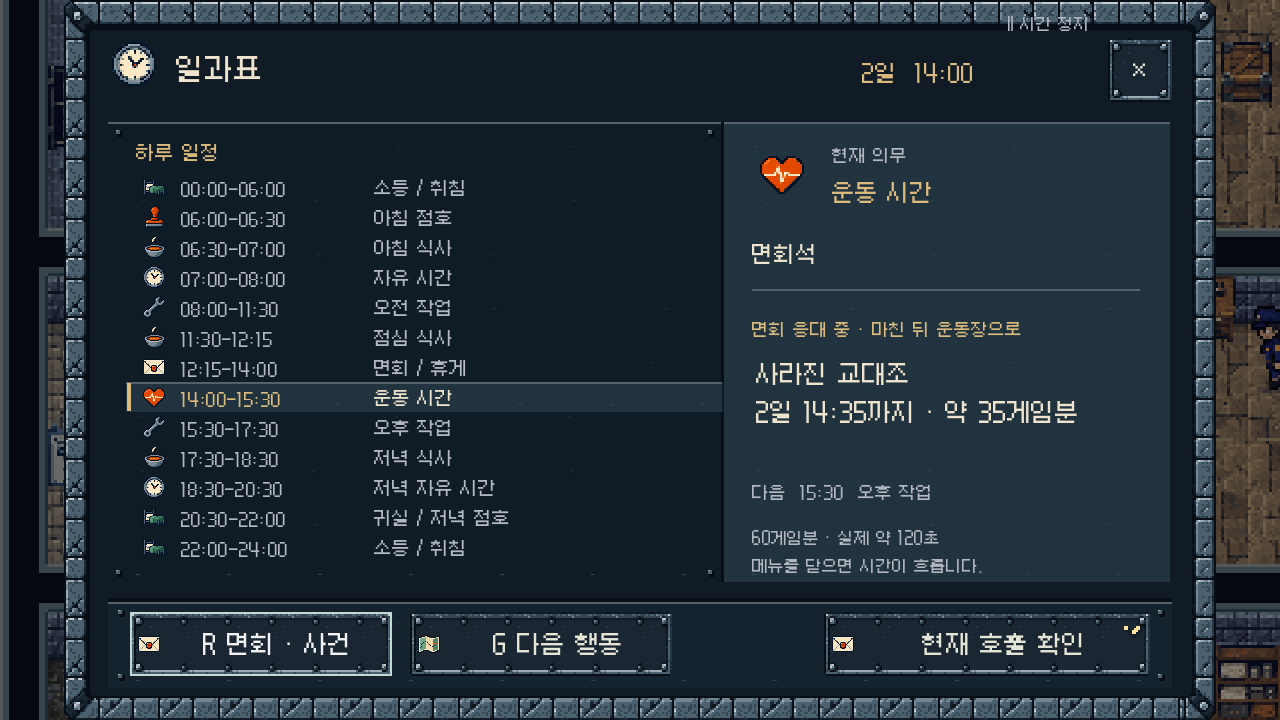 ॥ 시간 정지
일과표
2일 14:00
×
하루 일정
00:00-06:00 소등 / 취침
06:00-06:30 아침 점호
06:30-07:00 아침 식사
07:00-08:00 자유 시간
08:00-11:30 오전 작업
11:30-12:15 점심 식사
12:15-14:00 면회 / 휴게
14:00-15:30 운동 시간
15:30-17:30 오후 작업
17:30-18:30 저녁 식사
18:30-20:30 저녁 자유 시간
20:30-22:00 귀실 / 저녁 점호
22:00-24:00 소등 / 취침
현재 의무
운동 시간
면회석
면회 응대 중 · 마친 뒤 운동장으로
사라진 교대조
2일 14:35까지 · 약 35게임분
다음 15:30 오후 작업
60게임분 · 실제 약 120초
메뉴를 닫으면 시간이 흐릅니다.
R 면회 · 사건
G 다음 행동
현재 호출 확인